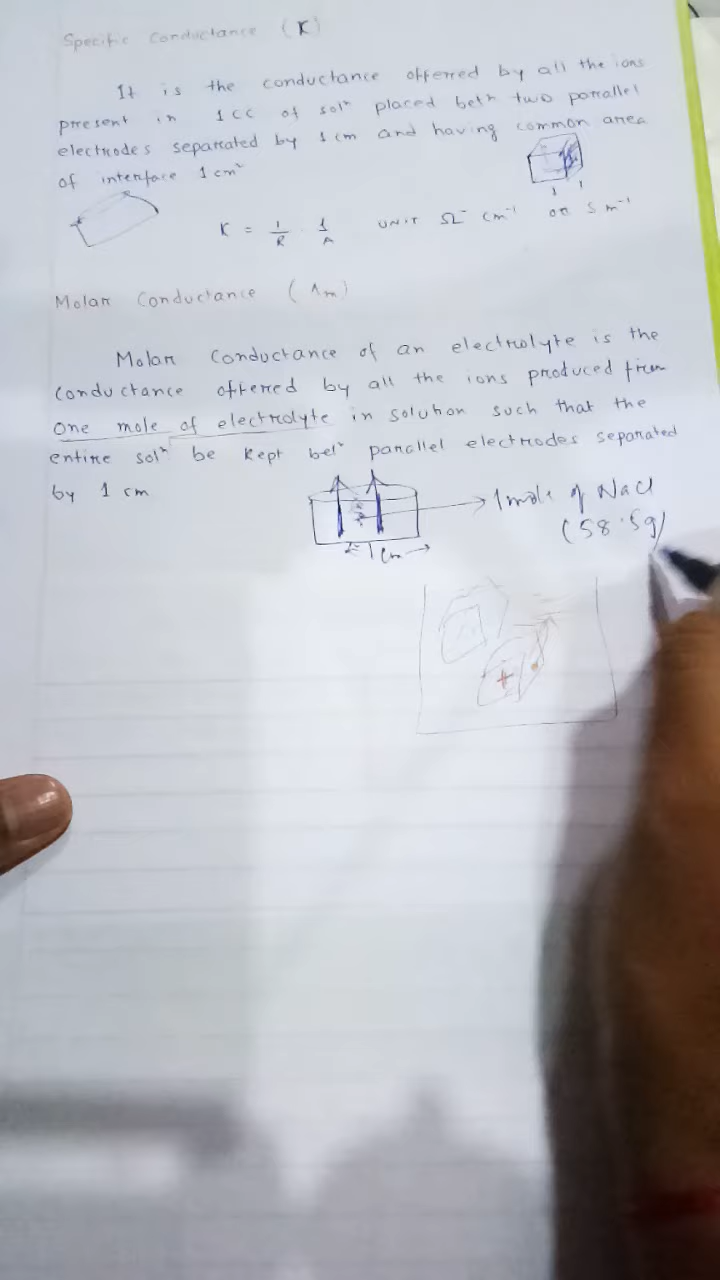 Specific Conductance (K)
It is the conductance offerred by all the ions
present in 1 cc of solⁿ placed betⁿ two parallel
electrodes separated by 1 cm and having common area
of interface 1 cm²
1 1
K = 1/R · 1/A UNIT Ω⁻ cm⁻¹ or S m⁻¹
Molar Conductance (Λm)
Molar Conductance of an electrolyte is the
Conductance offerred by all the ions produced from
one mole of electrolyte in solution such that the
entire solⁿ be kept betⁿ parallel electrodes separated
by 1 cm
1 mole of NaCl
(58.5g)
1 cm
+